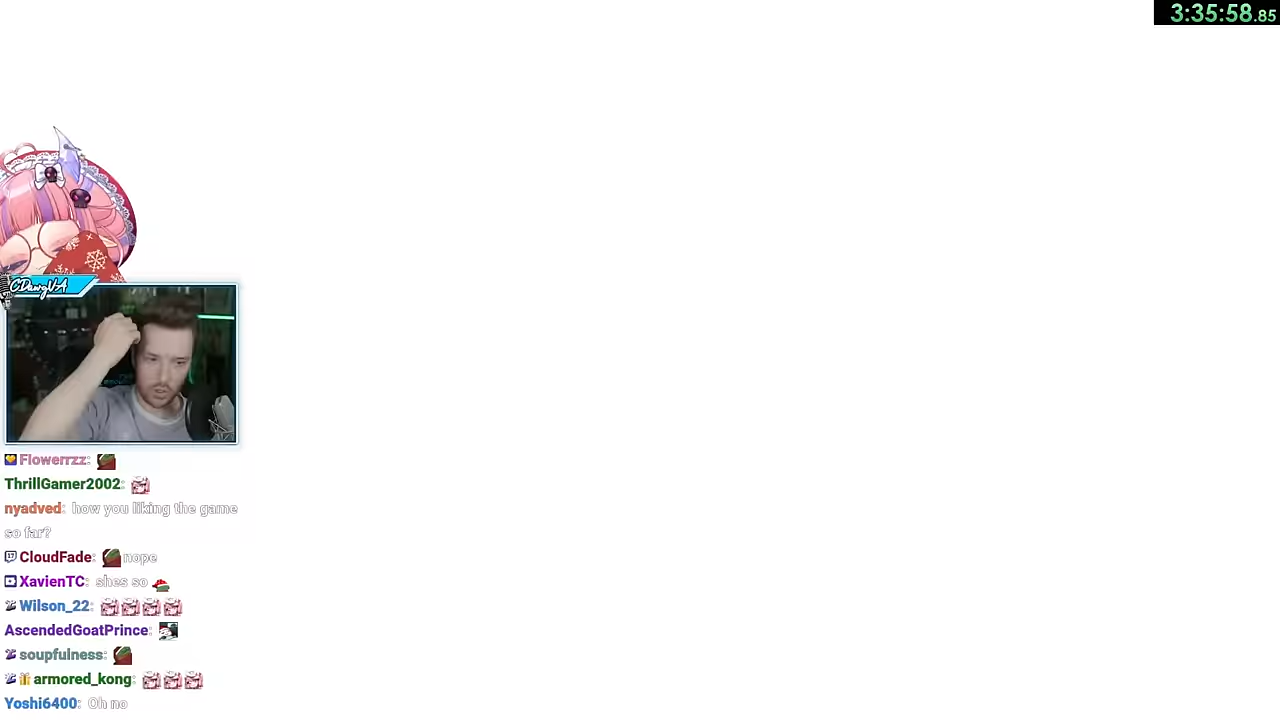 3:35:58.85
CDawgVA
Flowerrzz:
ThrillGamer2002:
nyadved: how you liking the game
so far?
CloudFade: nope
XavienTC: shes so
Wilson_22:
AscendedGoatPrince:
soupfulness:
armored_kong:
Yoshi6400: Oh no